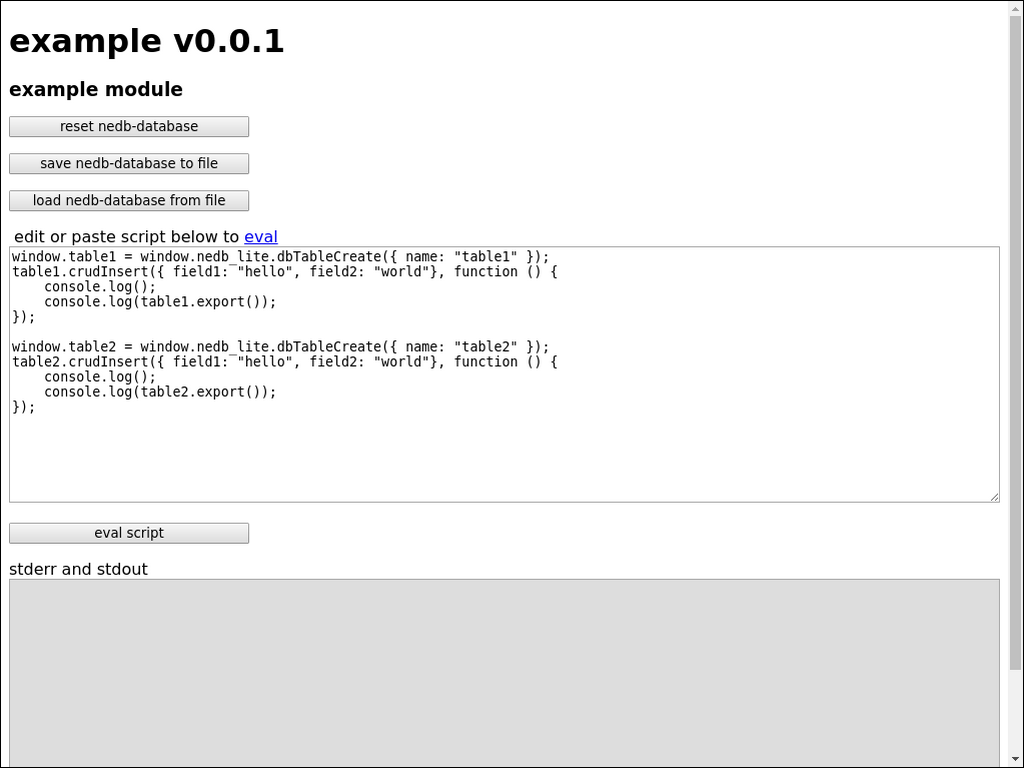 example v0.0.1
example module
reset nedb-database
save nedb-database to file
load nedb-database from file
edit or paste script below to eval
window.table1 = window.nedb_lite.dbTableCreate({ name: "table1" });
table1.crudInsert({ field1: "hello", field2: "world"}, function () {
    console.log();
    console.log(table1.export());
});

window.table2 = window.nedb_lite.dbTableCreate({ name: "table2" });
table2.crudInsert({ field1: "hello", field2: "world"}, function () {
    console.log();
    console.log(table2.export());
});
eval script
stderr and stdout